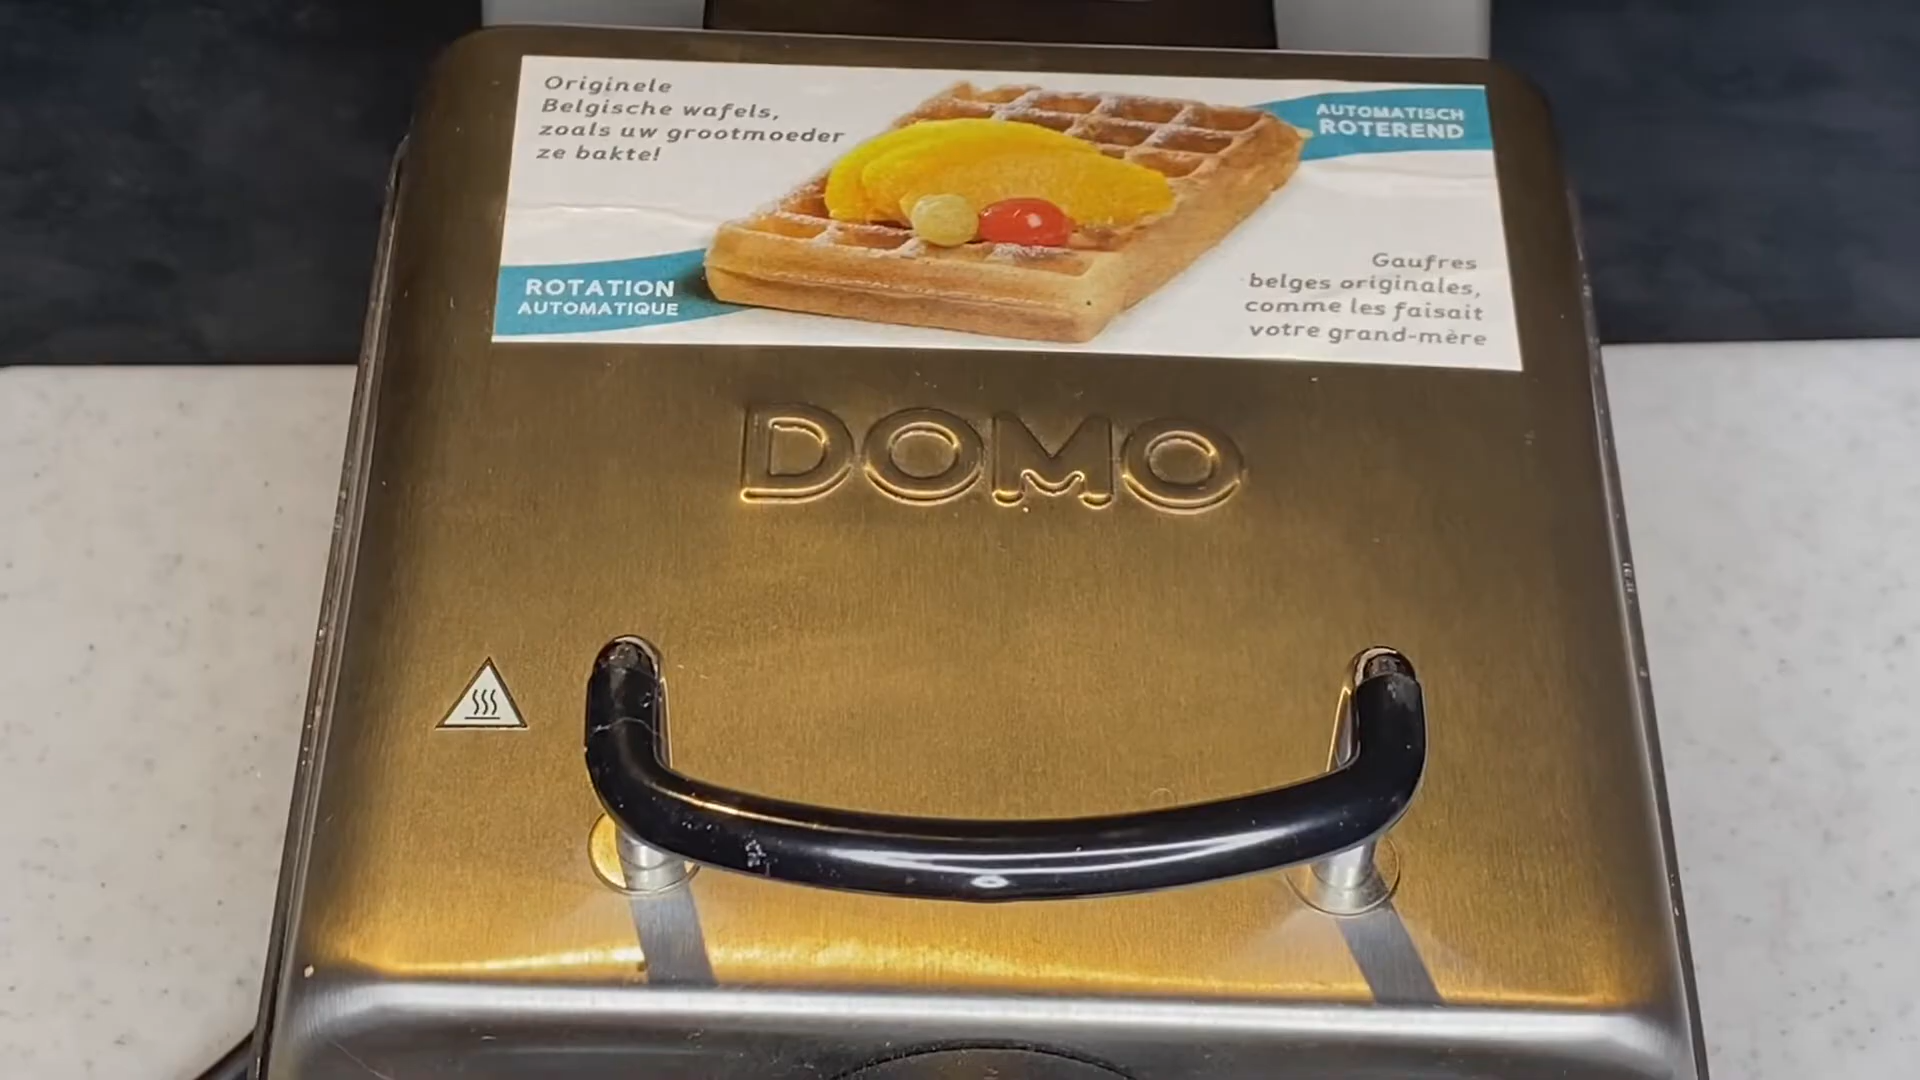 Originele
Belgische wafels,
zoals uw grootmoeder
ze bakte!
AUTOMATISCH
ROTEREND
ROTATION
AUTOMATIQUE
Gaufres
belges originales,
comme les faisait
votre grand-mère
DOMO